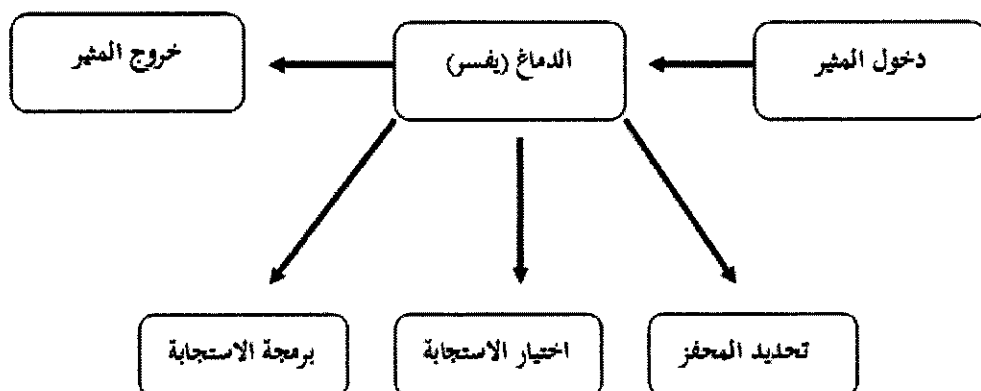 دخول المثير
الدماغ (يفسر)
خروج المثير
تحديد المحفز
اختيار الاستجابة
برمجة الاستجابة